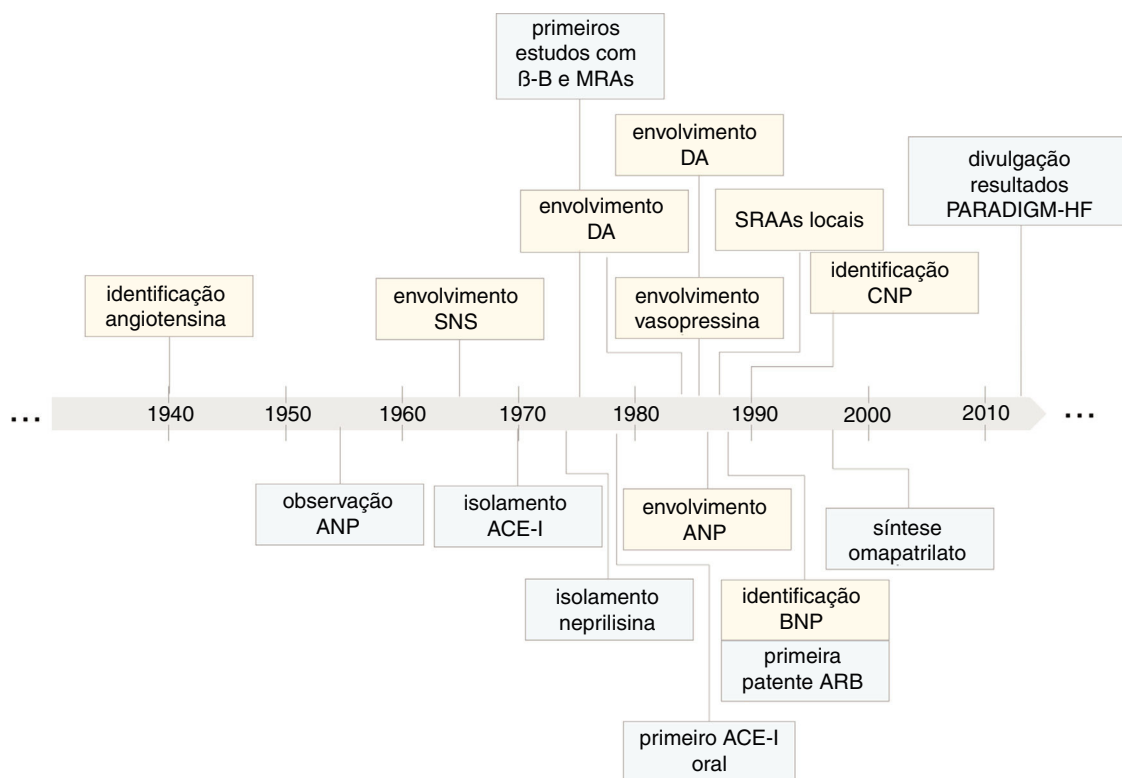 primeiros
estudos com
ß-B e MRAs
envolvimento
DA
envolvimento
DA
SRAAs locais
divulgação
resultados
PARADIGM-HF
identificação
angiotensina
envolvimento
SNS
envolvimento
vasopressina
identificação
CNP
... 1940 1950 1960 1970 1980 1990 2000 2010 ...
observação
ANP
isolamento
ACE-I
envolvimento
ANP
síntese
omapatrilato
isolamento
neprilisina
identificação
BNP
primeira
patente ARB
primeiro ACE-I
oral